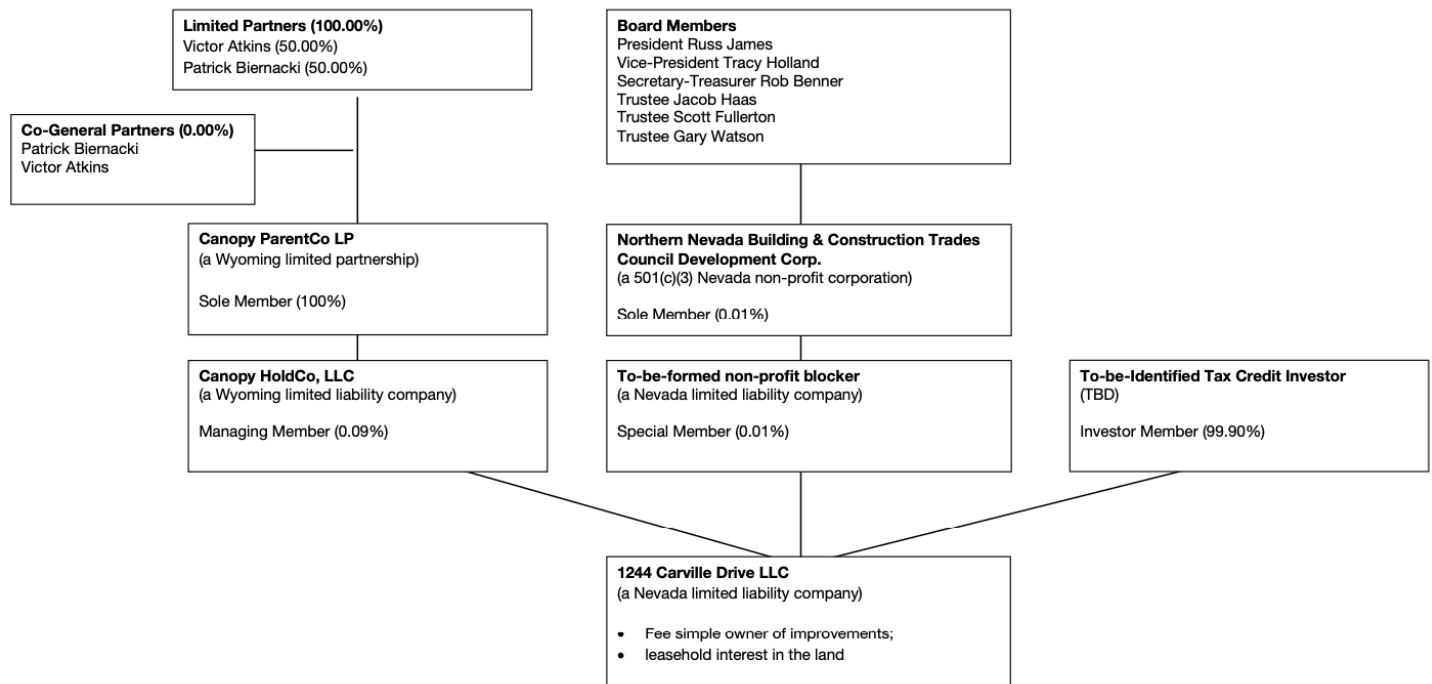 Limited Partners (100.00%)
Victor Atkins (50.00%)
Patrick Biernacki (50.00%)
Board Members
President Russ James
Vice-President Tracy Holland
Secretary-Treasurer Rob Benner
Trustee Jacob Haas
Trustee Scott Fullerton
Trustee Gary Watson
Co-General Partners (0.00%)
Patrick Biernacki
Victor Atkins
Canopy ParentCo LP
(a Wyoming limited partnership)
Sole Member (100%)
Northern Nevada Building & Construction Trades
Council Development Corp.
(a 501(c)(3) Nevada non-profit corporation)
Sole Member (0.01%)
Canopy HoldCo, LLC
(a Wyoming limited liability company)
Managing Member (0.09%)
To-be-formed non-profit blocker
(a Nevada limited liability company)
Special Member (0.01%)
To-be-Identified Tax Credit Investor
(TBD)
Investor Member (99.90%)
1244 Carville Drive LLC
(a Nevada limited liability company)
• Fee simple owner of improvements;
• leasehold interest in the land